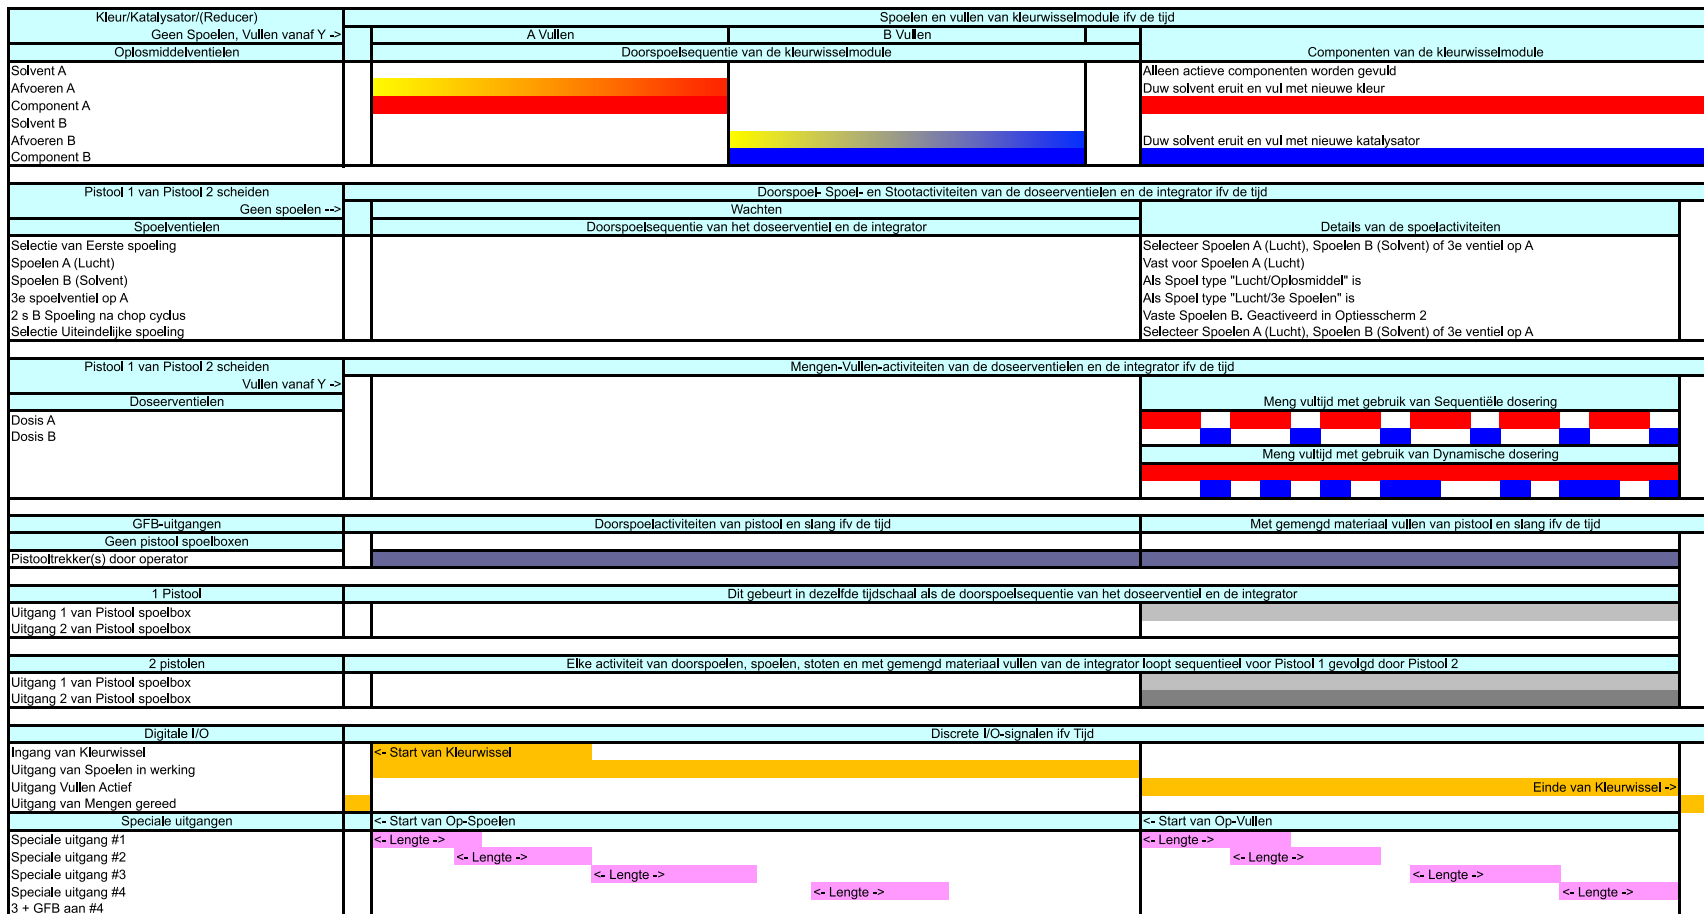 Kleur/Katalysator/(Reducer)
Spoelen en vullen van kleurwisselmodule ifv de tijd
Geen Spoelen, Vullen vanaf Y ->
A Vullen
B Vullen
Oplosmiddelventielen
Doorspoelsequentie van de kleurwisselmodule
Componenten van de kleurwisselmodule
Solvent A
Alleen actieve componenten worden gevuld
Afvoeren A
Duw solvent eruit en vul met nieuwe kleur
Component A
Solvent B
Afvoeren B
Duw solvent eruit en vul met nieuwe katalysator
Component B
Pistool 1 van Pistool 2 scheiden
Doorspoel- Spoel- en Stootactiviteiten van de doseerventielen en de integrator ifv de tijd
Geen spoelen -->
Wachten
Spoelventielen
Doorspoelsequentie van het doseerventiel en de integrator
Details van de spoelactiviteiten
Selectie van Eerste spoeling
Selecteer Spoelen A (Lucht), Spoelen B (Solvent) of 3e ventiel op A
Spoelen A (Lucht)
Vast voor Spoelen A (Lucht)
Spoelen B (Solvent)
Als Spoel type "Lucht/Oplosmiddel" is
3e spoelventiel op A
Als Spoel type "Lucht/3e Spoelen" is
2 s B Spoeling na chop cyclus
Vaste Spoelen B. Geactiveerd in Optiesscherm 2
Selectie Uiteindelijke spoeling
Selecteer Spoelen A (Lucht), Spoelen B (Solvent) of 3e ventiel op A
Pistool 1 van Pistool 2 scheiden
Mengen-Vullen-activiteiten van de doseerventielen en de integrator ifv de tijd
Vullen vanaf Y ->
Doseerventielen
Meng vultijd met gebruik van Sequentiële dosering
Dosis A
Dosis B
Meng vultijd met gebruik van Dynamische dosering
GFB-uitgangen
Doorspoelactiviteiten van pistool en slang ifv de tijd
Met gemengd materiaal vullen van pistool en slang ifv de tijd
Geen pistool spoelboxen
Pistooltrekker(s) door operator
1 Pistool
Dit gebeurt in dezelfde tijdschaal als de doorspoelsequentie van het doseerventiel en de integrator
Uitgang 1 van Pistool spoelbox
Uitgang 2 van Pistool spoelbox
2 pistolen
Elke activiteit van doorspoelen, spoelen, stoten en met gemengd materiaal vullen van de integrator loopt sequentieel voor Pistool 1 gevolgd door Pistool 2
Uitgang 1 van Pistool spoelbox
Uitgang 2 van Pistool spoelbox
Digitale I/O
Discrete I/O-signalen ifv Tijd
Ingang van Kleurwissel
<- Start van Kleurwissel
Uitgang van Spoelen in werking
Uitgang Vullen Actief
Einde van Kleurwissel ->
Uitgang van Mengen gereed
Speciale uitgangen
<- Start van Op-Spoelen
<- Start van Op-Vullen
Speciale uitgang #1
<- Lengte ->
<- Lengte ->
Speciale uitgang #2
<- Lengte ->
<- Lengte ->
Speciale uitgang #3
<- Lengte ->
<- Lengte ->
Speciale uitgang #4
<- Lengte ->
<- Lengte ->
3 + GFB aan #4